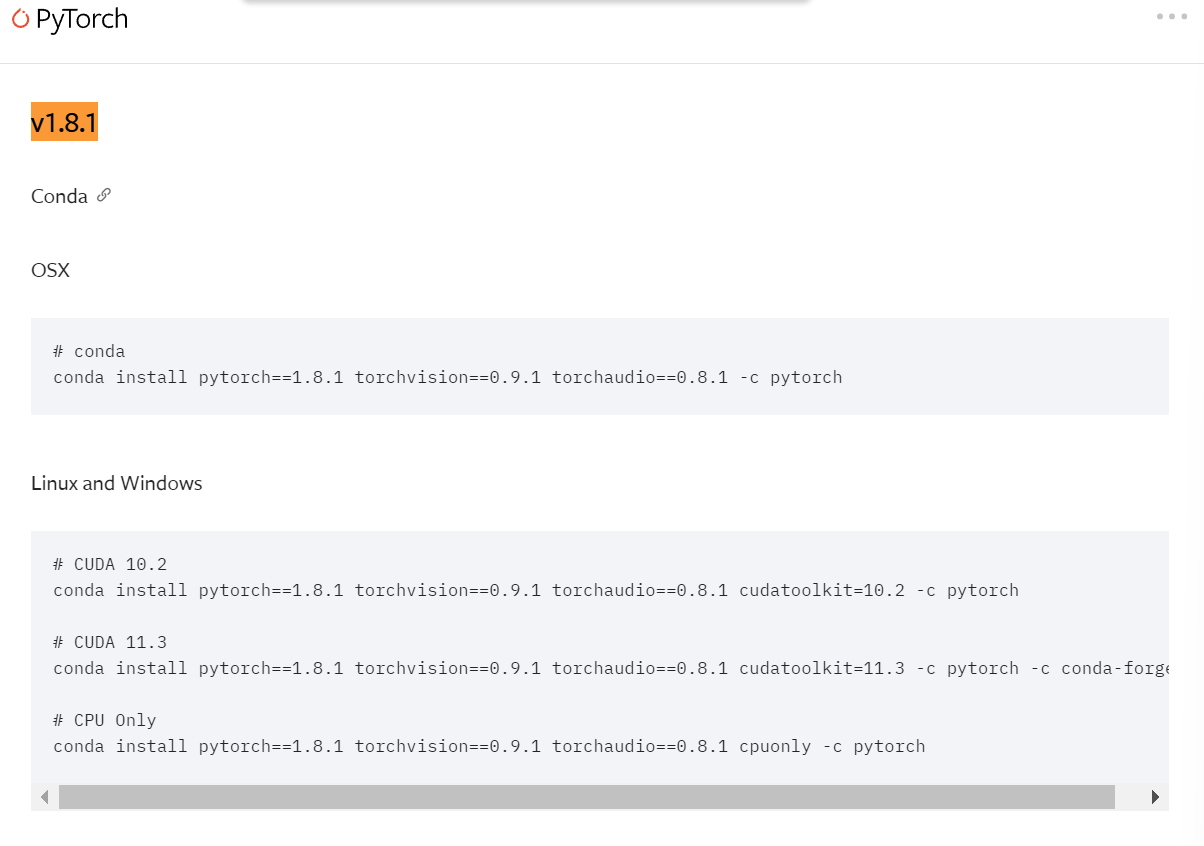 PyTorch
v1.8.1
Conda
OSX
# conda
conda install pytorch==1.8.1 torchvision==0.9.1 torchaudio==0.8.1 -c pytorch
Linux and Windows
# CUDA 10.2
conda install pytorch==1.8.1 torchvision==0.9.1 torchaudio==0.8.1 cudatoolkit=10.2 -c pytorch
# CUDA 11.3
conda install pytorch==1.8.1 torchvision==0.9.1 torchaudio==0.8.1 cudatoolkit=11.3 -c pytorch -c conda-forge
# CPU Only
conda install pytorch==1.8.1 torchvision==0.9.1 torchaudio==0.8.1 cpuonly -c pytorch